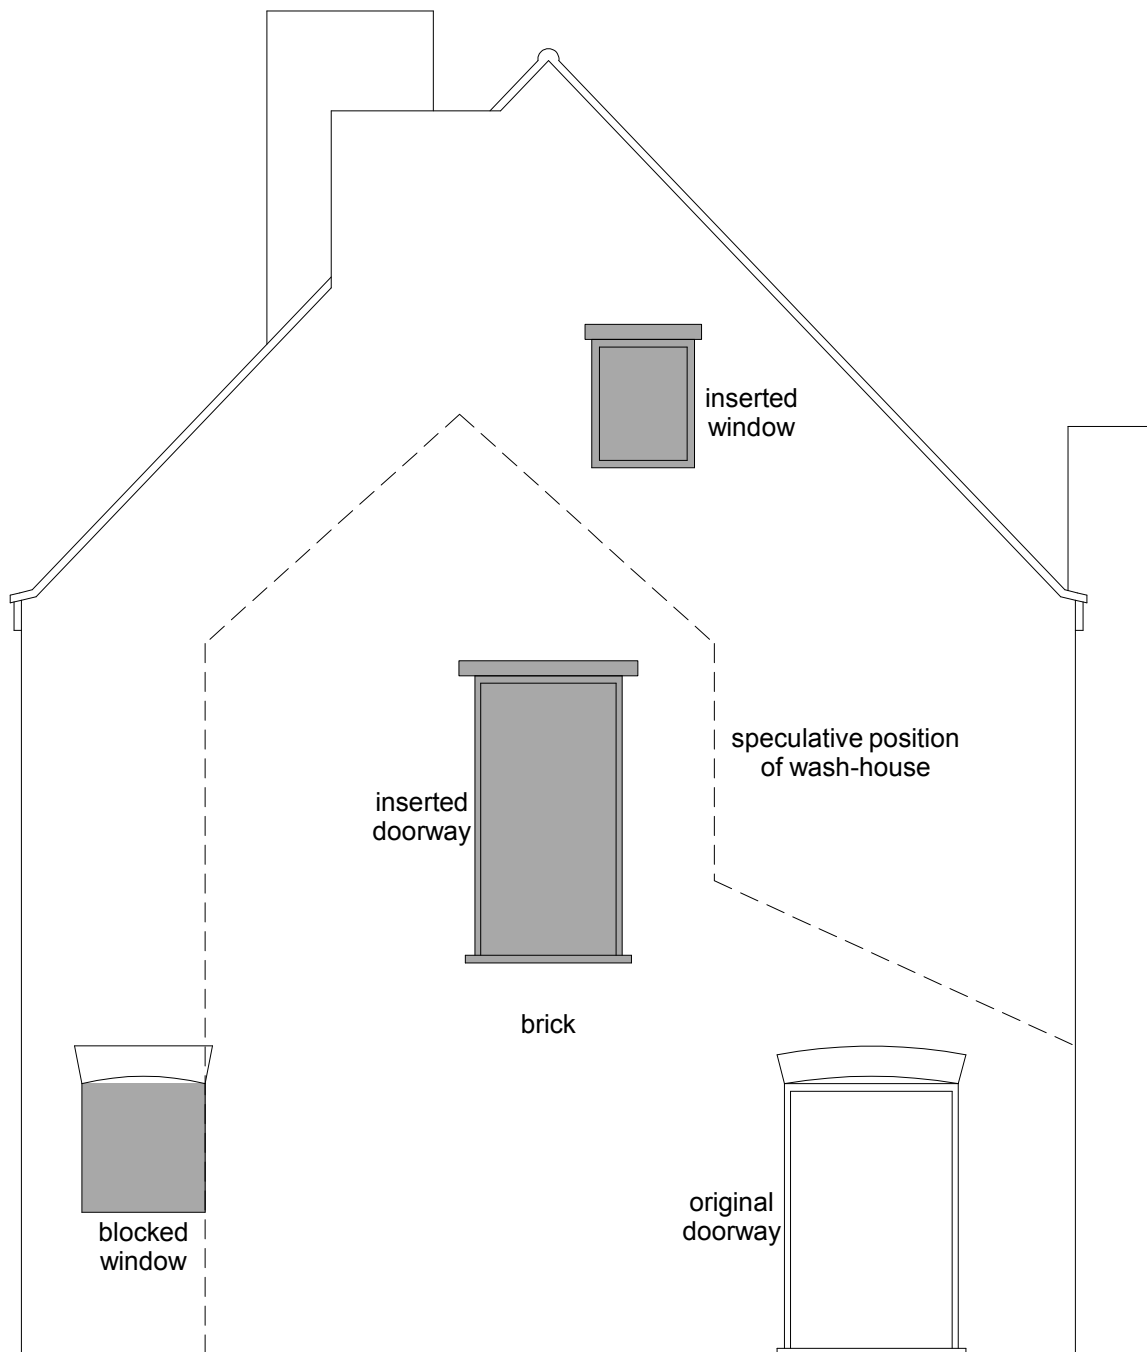 inserted
window
speculative position
of wash-house
inserted
doorway
brick
original
doorway
blocked
window